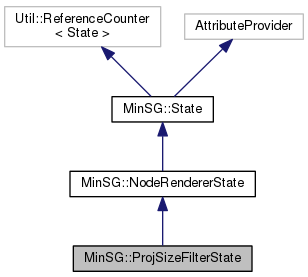 Util::ReferenceCounter
< State >
AttributeProvider
MinSG::State
MinSG::NodeRendererState
MinSG::ProjSizeFilterState